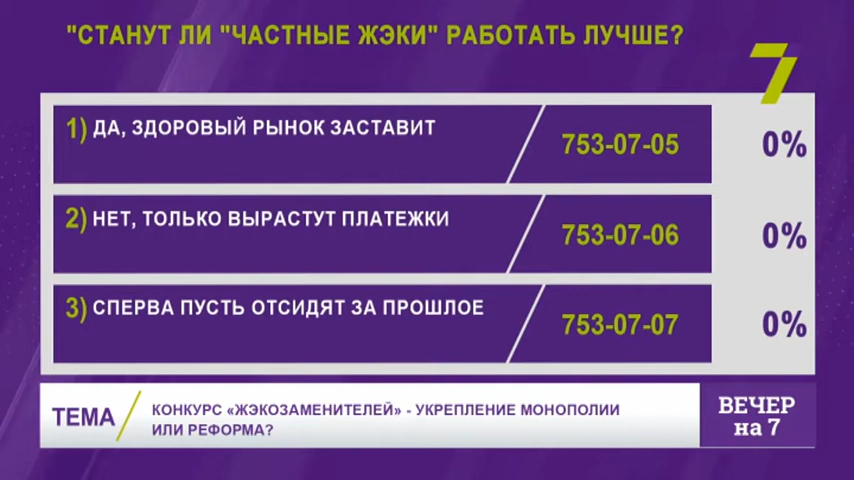 "СТАНУТ ЛИ "ЧАСТНЫЕ ЖЭКИ" РАБОТАТЬ ЛУЧШЕ?
7
1) ДА, ЗДОРОВЫЙ РЫНОК ЗАСТАВИТ 753-07-05 0%
2) НЕТ, ТОЛЬКО ВЫРАСТУТ ПЛАТЕЖКИ 753-07-06 0%
3) СПЕРВА ПУСТЬ ОТСИДЯТ ЗА ПРОШЛОЕ 753-07-07 0%
ТЕМА
КОНКУРС «ЖЭКОЗАМЕНИТЕЛЕЙ» - УКРЕПЛЕНИЕ МОНОПОЛИИ
ИЛИ РЕФОРМА?
ВЕЧЕР
на 7